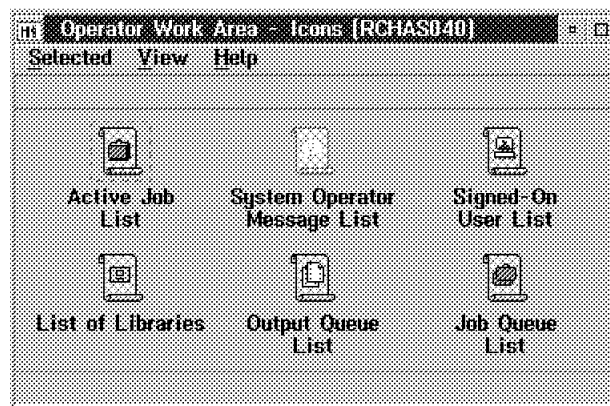 Operator Work Area - Icons (RCHAS040)
Selected View Help
Active Job
List
System Operator
Message List
Signed-On
User List
List of Libraries
Output Queue
List
Job Queue
List